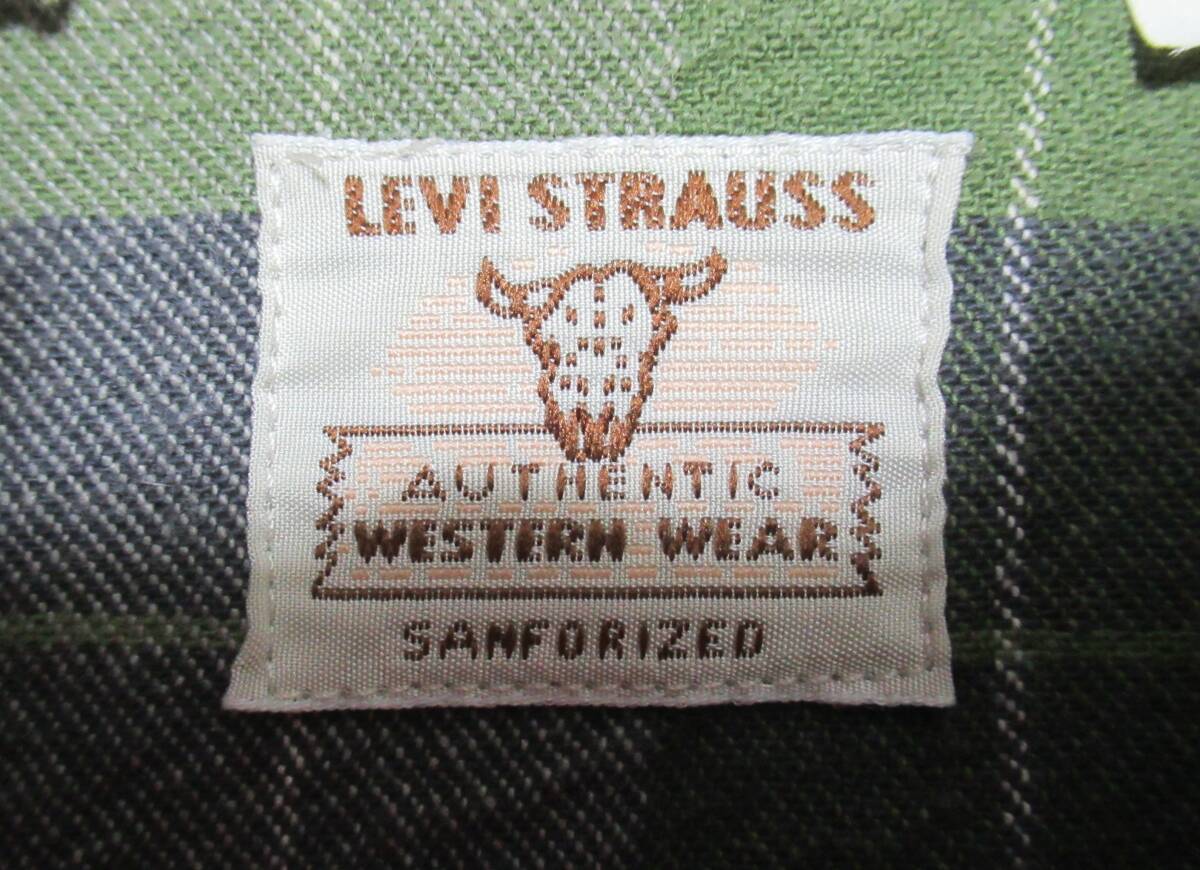 LEVI STRAUSS
AUTHENTIC
WESTERN WEAR
SANFORIZED